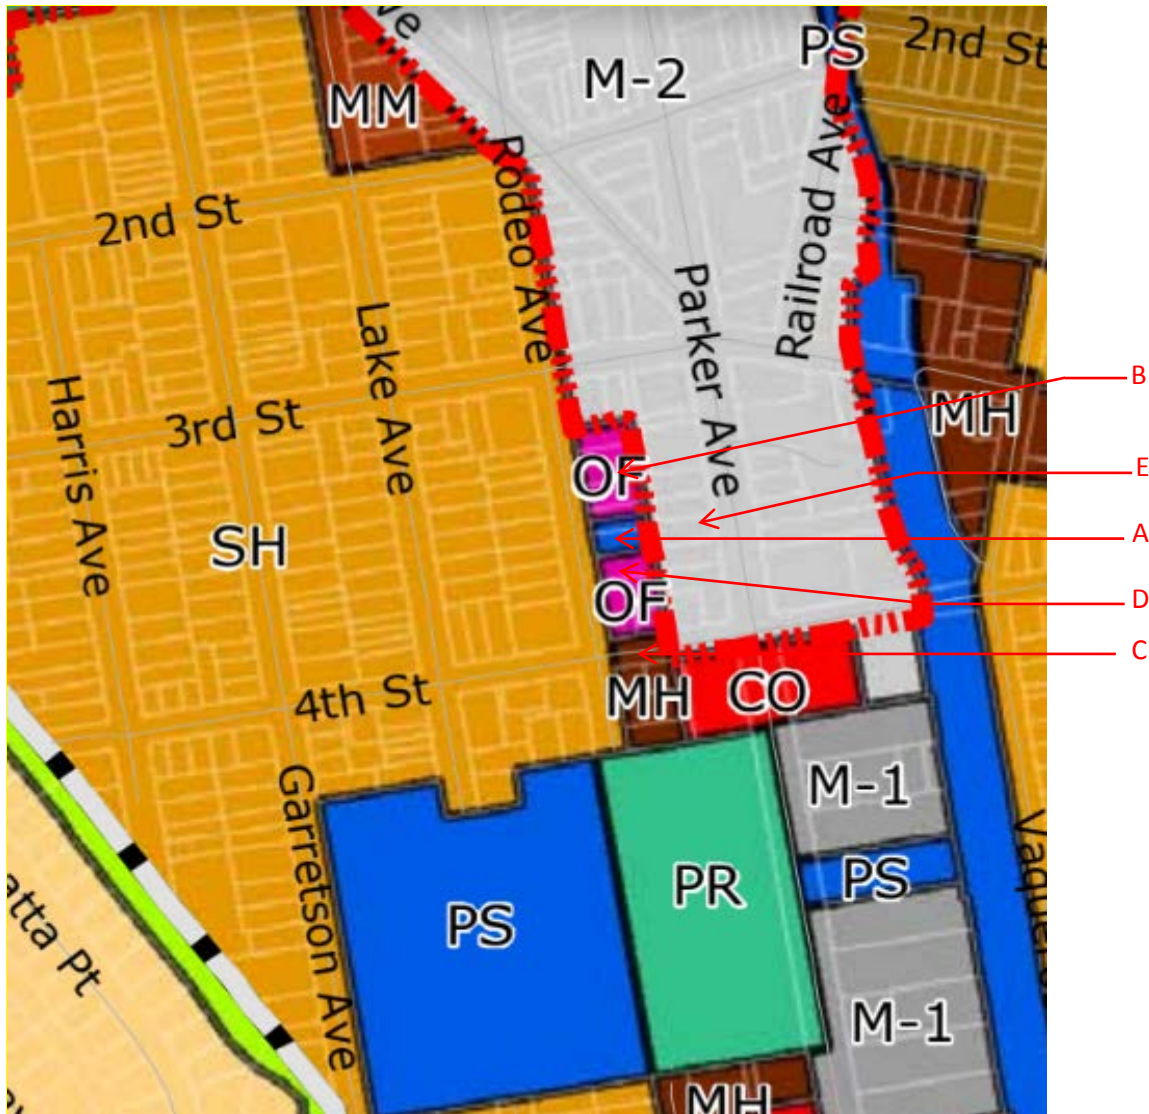 ve
PS
2nd St
M-2
MM
Rodeo Ave
Railroad Ave
2nd St
Parker Ave
Lake Ave
B
Harris Ave
3rd St
MH
OF
E
SH
A
OF
D
C
4th St
MH
CO
Garretson Ave
M-1
PR
PS
PS
M-1
MH